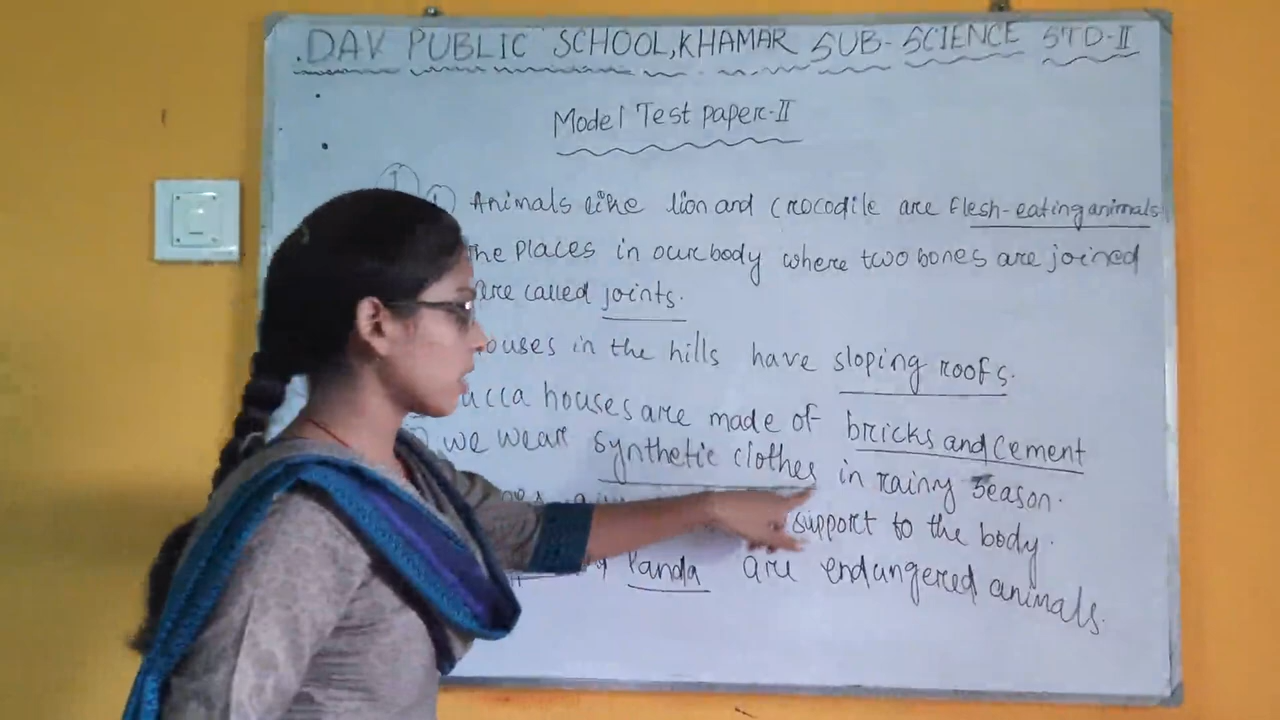 .DAV PUBLIC SCHOOL,KHAMAR SUB- SCIENCE STD-II
Model Test paper-II
I 1 Animals like lion and crocodile are flesh-eating animals
The places in our body where two bones are joined
are called joints.
houses in the hills have sloping roofs.
ucca houses are made of bricks and cement
we wear synthetic clothes in rainy season.
support to the body.
Panda are endangered animals.